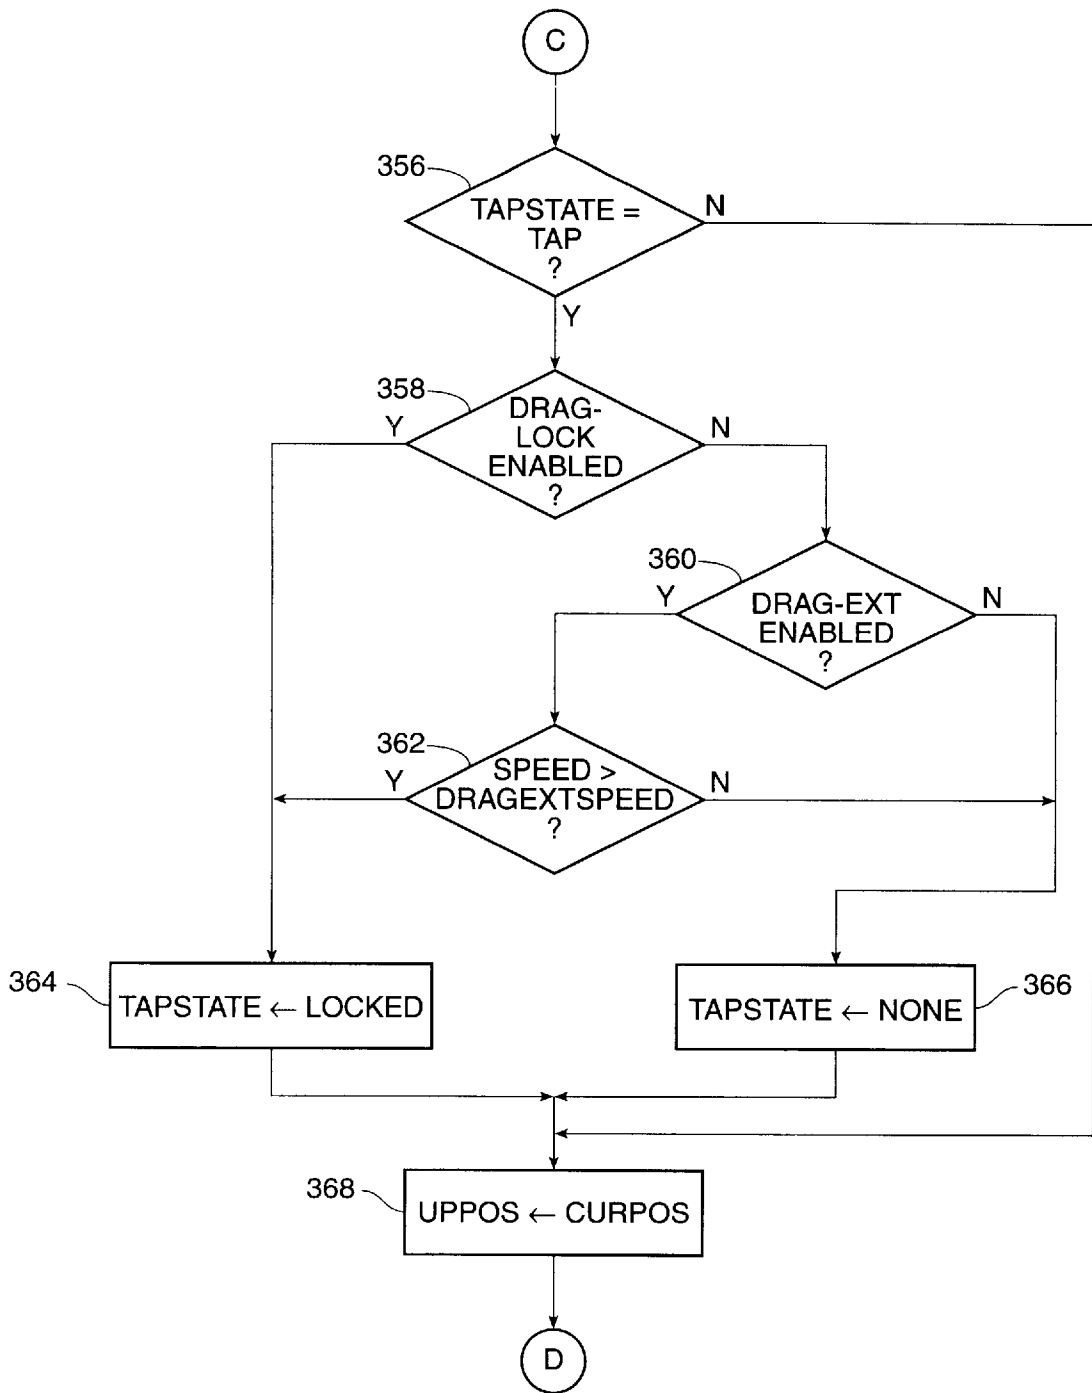 C
356
TAPSTATE =
TAP
?
N
Y
358
DRAG-
LOCK
ENABLED
?
Y
N
360
DRAG-EXT
ENABLED
?
Y
N
362
SPEED >
DRAGEXTSPEED
?
Y
N
364
TAPSTATE ← LOCKED
TAPSTATE ← NONE
366
368
UPPOS ← CURPOS
D